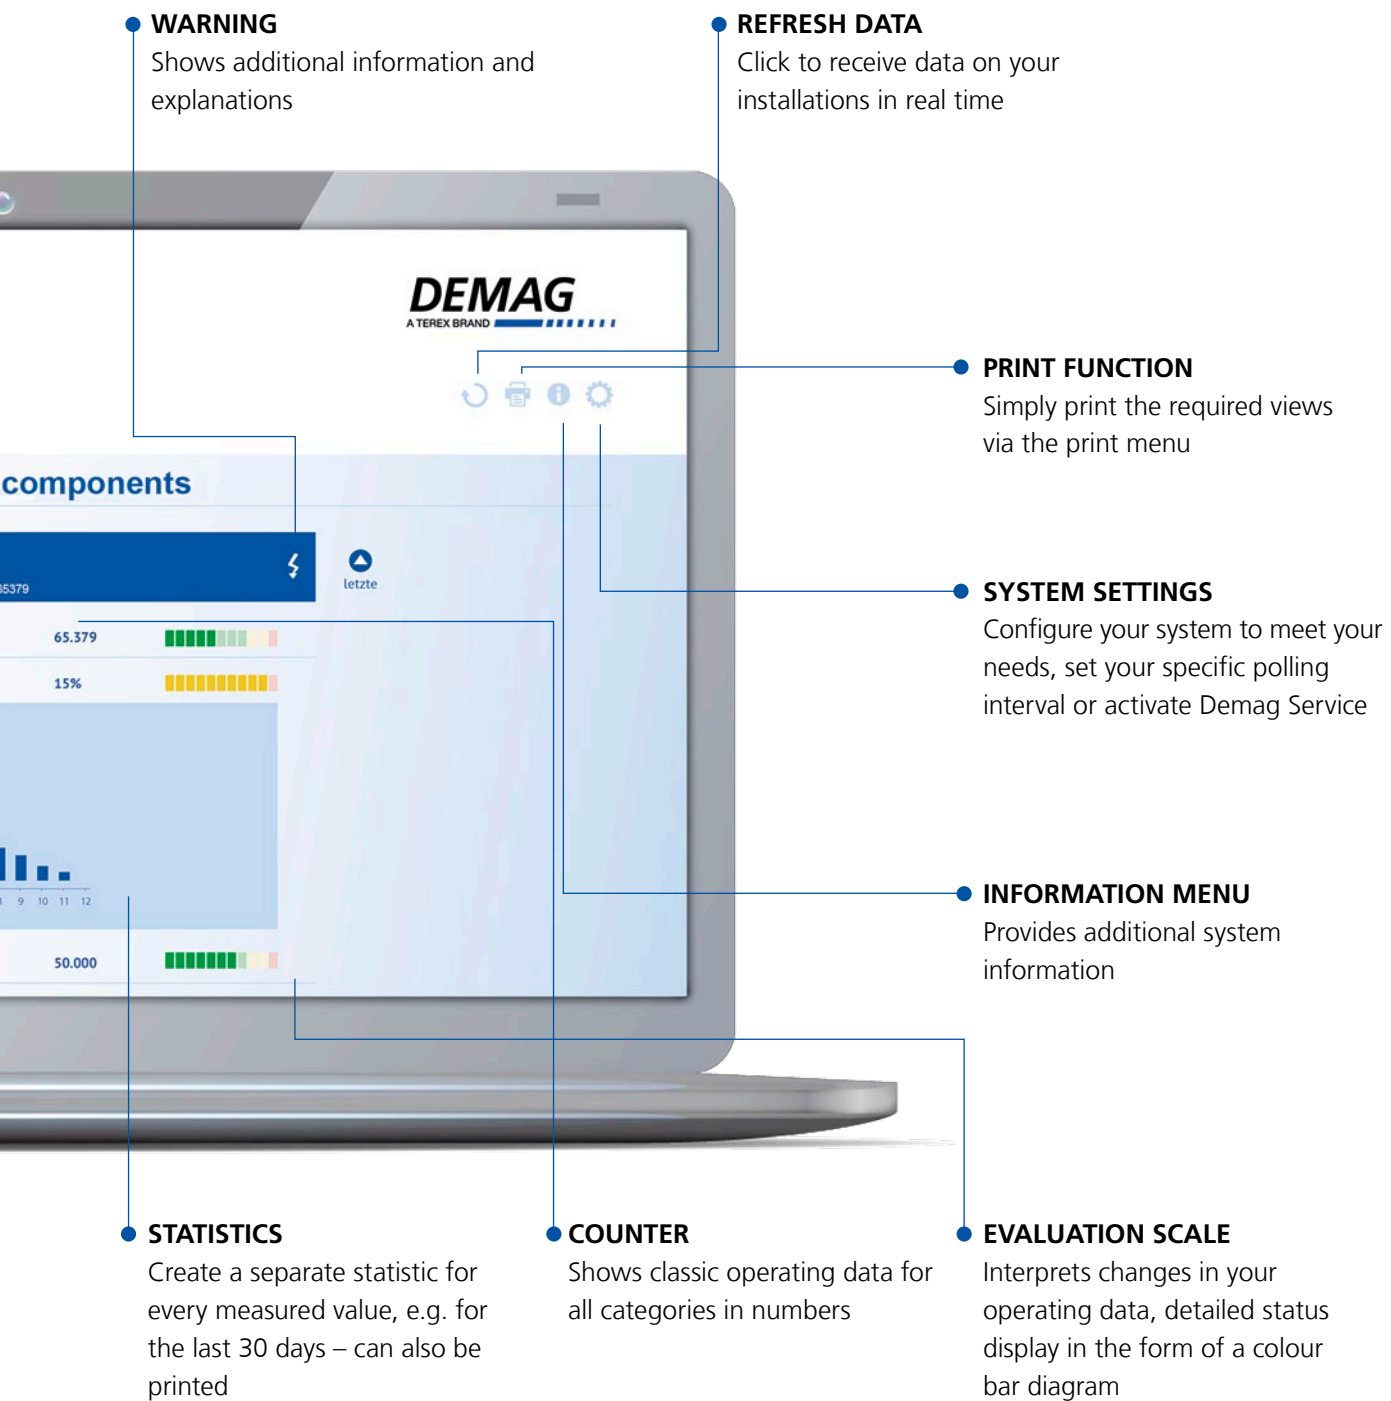 WARNING
Shows additional information and
explanations
REFRESH DATA
Click to receive data on your
installations in real time
DEMAG
A TEREX BRAND
PRINT FUNCTION
Simply print the required views
via the print menu
components
letzte
65379
65.379
15%
SYSTEM SETTINGS
Configure your system to meet your
needs, set your specific polling
interval or activate Demag Service
9 10 11 12
50.000
INFORMATION MENU
Provides additional system
information
STATISTICS
Create a separate statistic for
every measured value, e.g. for
the last 30 days – can also be
printed
COUNTER
Shows classic operating data for
all categories in numbers
EVALUATION SCALE
Interprets changes in your
operating data, detailed status
display in the form of a colour
bar diagram